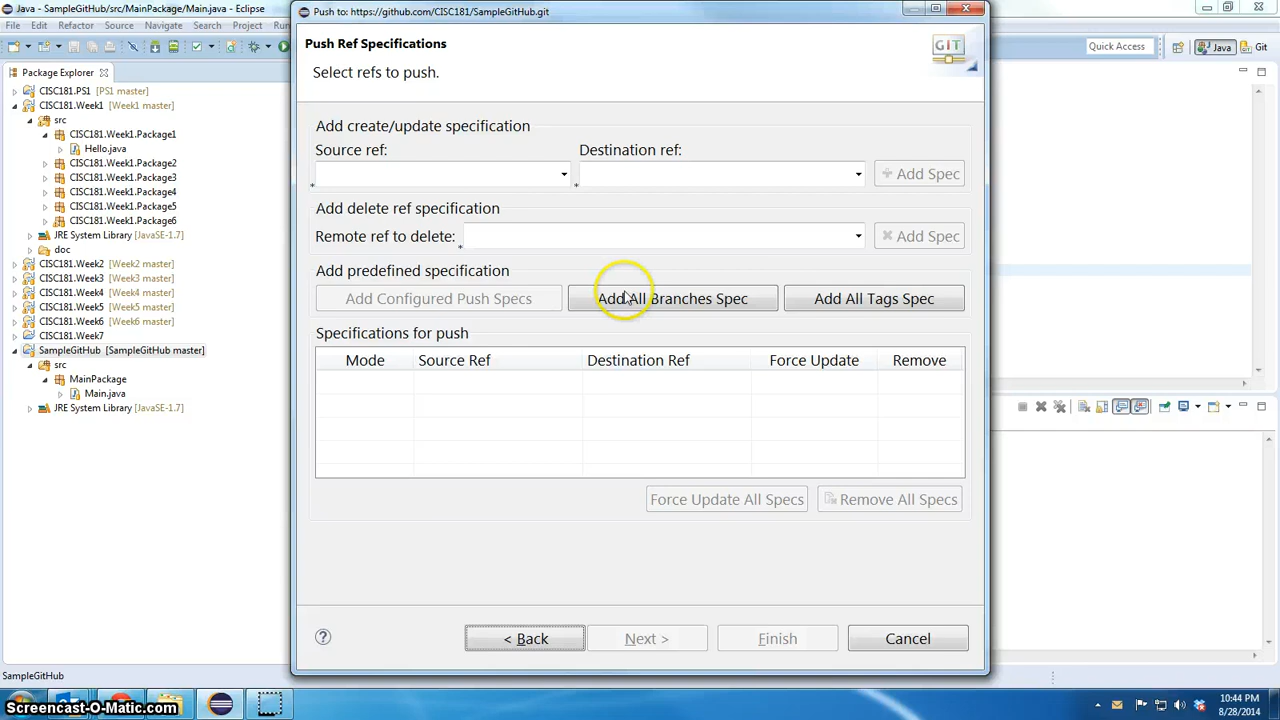 Java - SampleGitHub/src/MainPackage/Main.java - Eclipse
File Edit Refactor Source Navigate Search Project
Quick Access
Java
Git
Package Explorer
CISC181.PS1 [PS1 master]
CISC181.Week1 [Week1 master]
src
CISC181.Week1.Package1
Hello.java
CISC181.Week1.Package2
CISC181.Week1.Package3
CISC181.Week1.Package4
CISC181.Week1.Package5
CISC181.Week1.Package6
JRE System Library [JavaSE-1.7]
doc
CISC181.Week2 [Week2 master]
CISC181.Week3 [Week3 master]
CISC181.Week4 [Week4 master]
CISC181.Week5 [Week5 master]
CISC181.Week6 [Week6 master]
CISC181.Week7
SampleGitHub [SampleGitHub master]
src
MainPackage
Main.java
JRE System Library [JavaSE-1.7]
Push to: https://github.com/CISC181/SampleGitHub.git
Push Ref Specifications
GIT
Select refs to push.
Add create/update specification
Source ref: Destination ref:
Add Spec
Add delete ref specification
Remote ref to delete:
Add Spec
Add predefined specification
Add Configured Push Specs
Add All Branches Spec
Add All Tags Spec
Specifications for push
Mode Source Ref Destination Ref Force Update Remove
Force Update All Specs
Remove All Specs
< Back
Next >
Finish
Cancel
SampleGitHub
Screencast-O-Matic.com
10:44 PM
8/28/2014